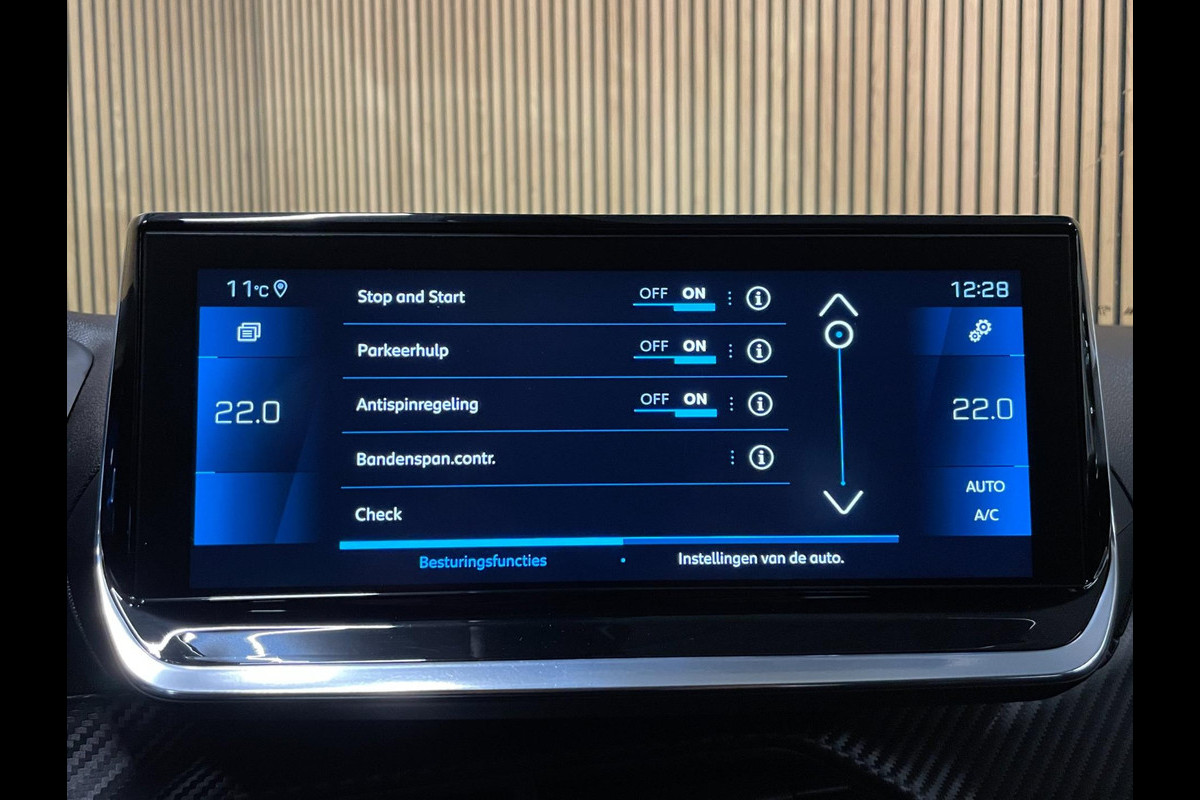 11°C
12:28
Stop and Start OFF ON
Parkeerhulp OFF ON
22.0
22.0
Antispinregeling OFF ON
Bandenspan.contr.
Check
AUTO
A/C
Besturingsfuncties
Instellingen van de auto.